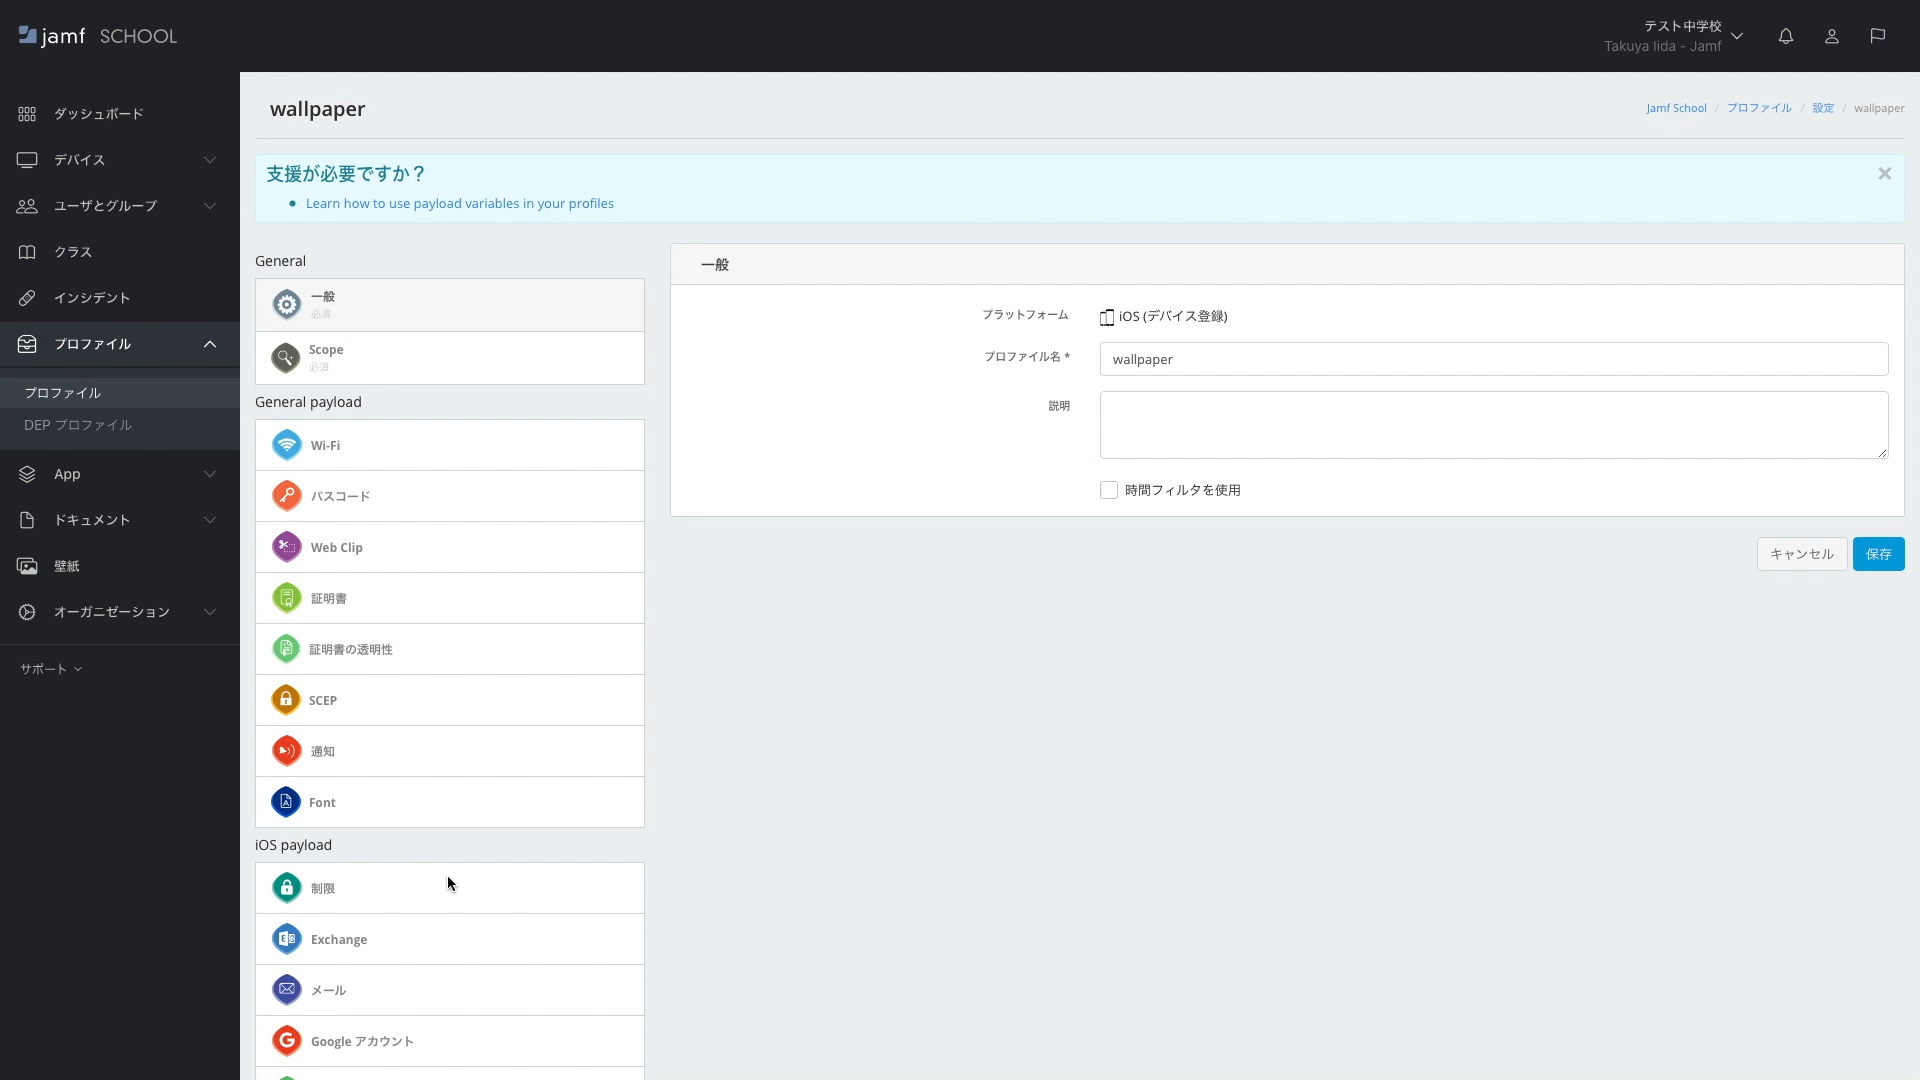 jamf SCHOOL
テスト中学校
Takuya Iida - Jamf
ダッシュボード
デバイス
ユーザとグループ
クラス
インシデント
プロファイル
プロファイル
DEP プロファイル
App
ドキュメント
壁紙
オーガニゼーション
サポート
wallpaper
Jamf School / プロファイル / 設定 / wallpaper
支援が必要ですか？
Learn how to use payload variables in your profiles
General
一般
必須
Scope
必須
General payload
Wi-Fi
パスコード
Web Clip
証明書
証明書の透明性
SCEP
通知
Font
iOS payload
制限
Exchange
メール
Google アカウント
一般
プラットフォーム
iOS (デバイス登録)
プロファイル名 *
wallpaper
説明
時間フィルタを使用
キャンセル
保存